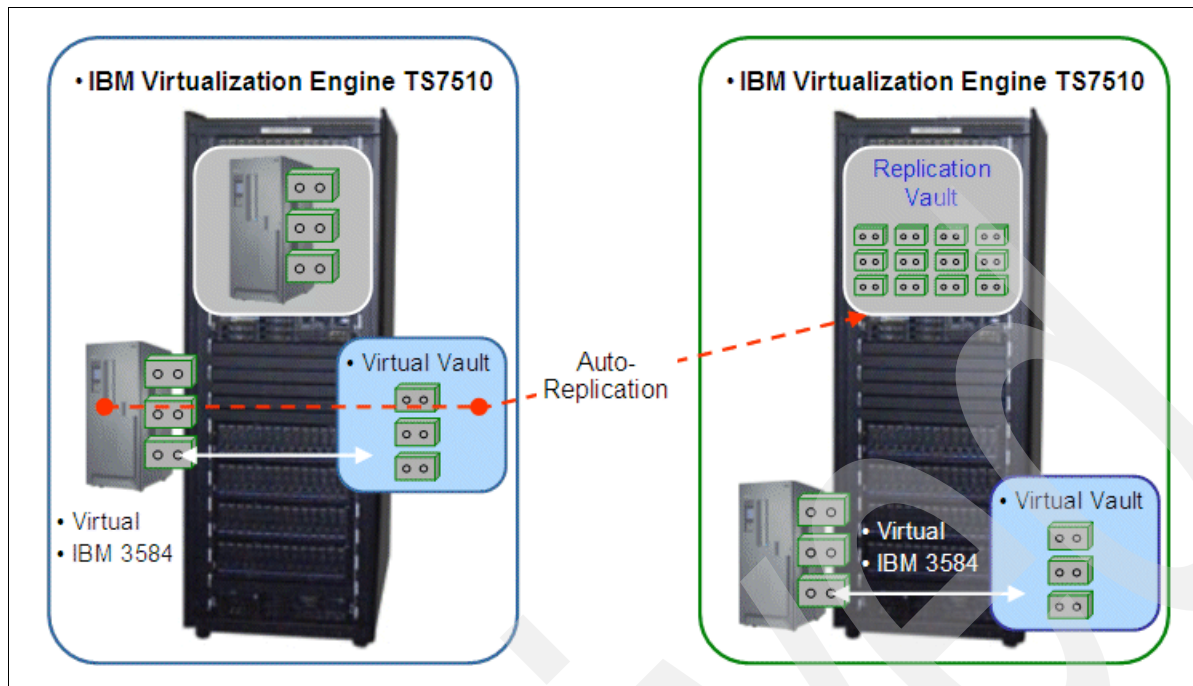 • IBM Virtualization Engine TS7510
• Virtual Vault
• Virtual
• IBM 3584
Auto-
Replication
• IBM Virtualization Engine TS7510
Replication
Vault
• Virtual
• IBM 3584
• Virtual Vault